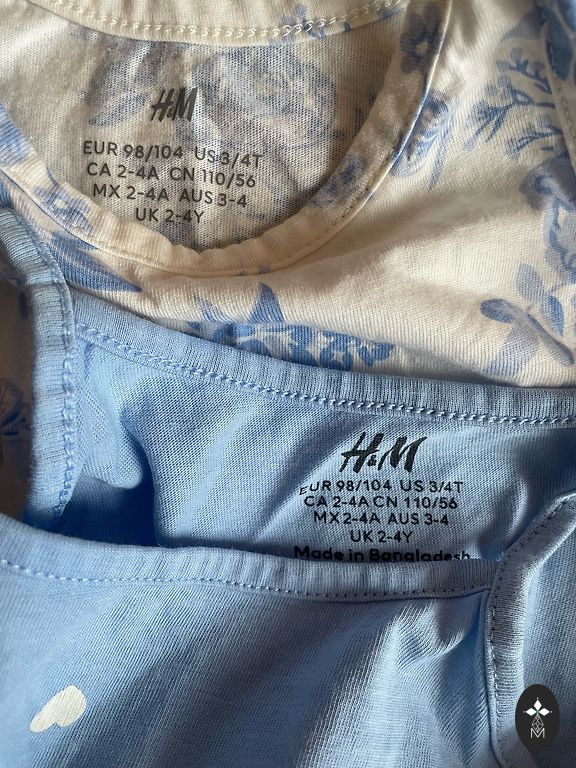 H&M
EUR 98/104 US 3/4T
CA 2-4A CN 110/56
MX 2-4A AUS 3-4
UK 2-4Y
H&M
EUR 98/104 US 3/4T
CA 2-4A CN 110/56
MX 2-4A AUS 3-4
UK 2-4Y
Made in Bangladesh
M